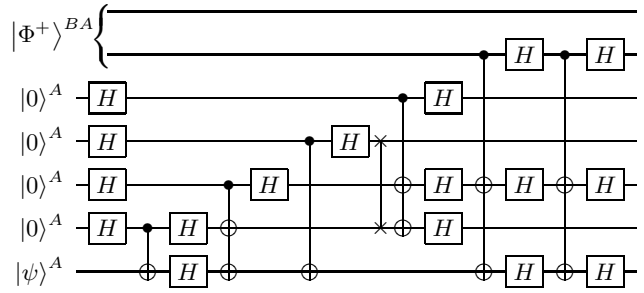 |Φ⁺⟩ᴮᴬ
H H
|0⟩ᴬ H H
|0⟩ᴬ H H
|0⟩ᴬ H H H H H
|0⟩ᴬ H H H
|ψ⟩ᴬ H H H